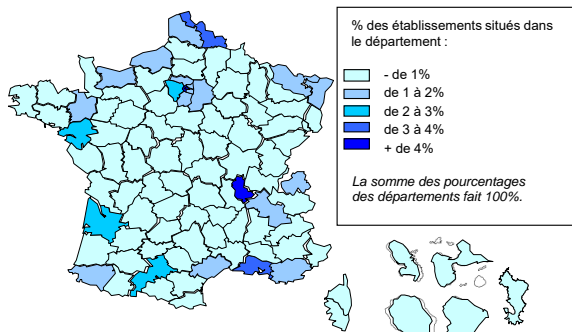 % des établissements situés dans
le département :
- de 1%
de 1 à 2%
de 2 à 3%
de 3 à 4%
+ de 4%
La somme des pourcentages
des départements fait 100%.